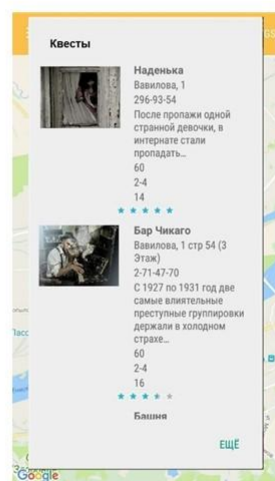 Квесты
Наденька
Вавилова, 1
296-93-54
После пропажи одной
странной девочки, в
интернате стали
пропадать…
60
2-4
14
Бар Чикаго
Вавилова, 1 стр 54 (3
Этаж)
2-71-47-70
С 1927 по 1931 год две
самые влиятельные
преступные группировки
держали в холодном
страхе…
60
2-4
16
Башня
ЕЩЁ
Google